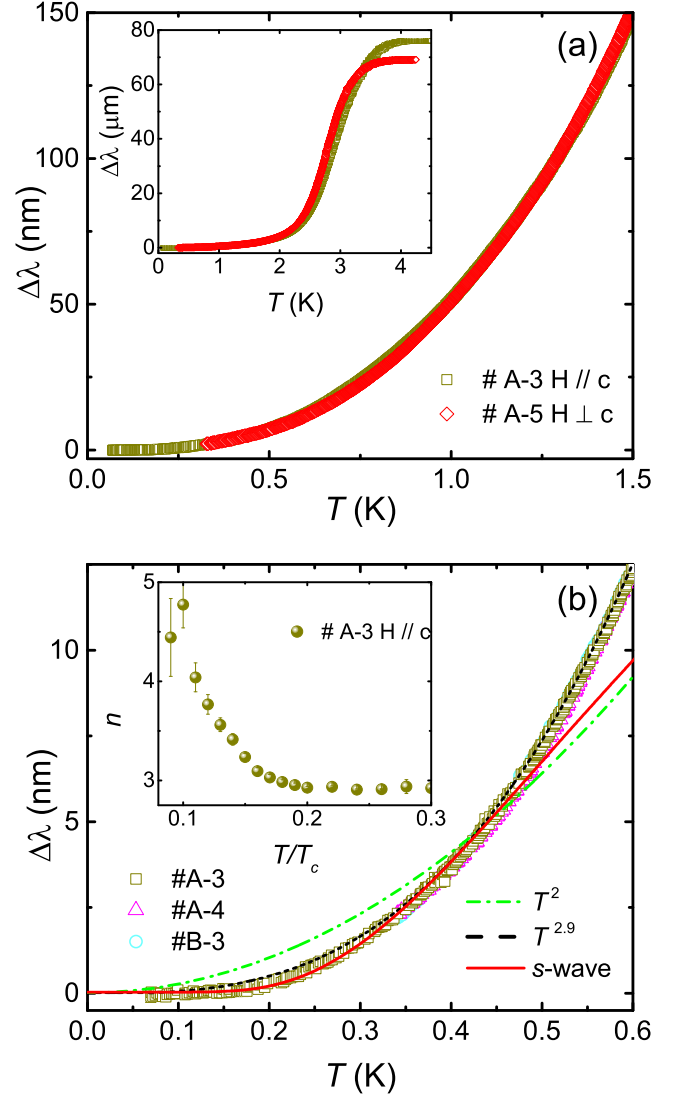 150
100
50
0
Δλ (nm)
(a)
80
60
40
20
0
Δλ (μm)
0 1 2 3 4
T (K)
# A-3 H // c
# A-5 H ⊥ c
0.5 1.0 1.5
T (K)
10
5
0
Δλ (nm)
(b)
5
4
3
n
# A-3 H // c
0.1 0.2 0.3
T/Tc
#A-3
#A-4
#B-3
T²
T²·⁹
s-wave
0.0 0.1 0.2 0.3 0.4 0.5 0.6
T (K)